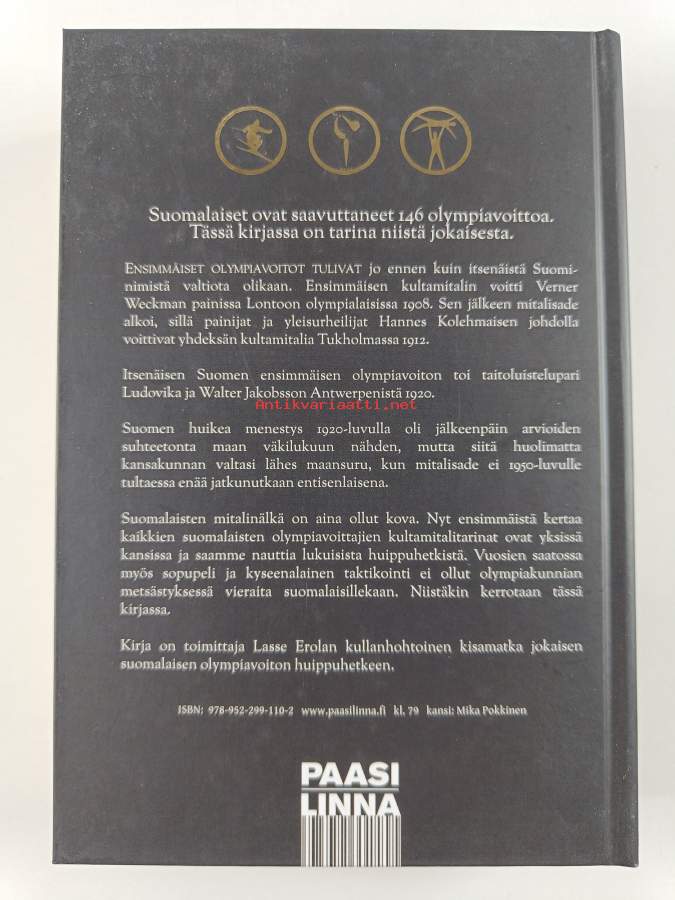 Suomalaiset ovat saavuttaneet 146 olympiavoittoa.
Tässä kirjassa on tarina niistä jokaisesta.
Ensimmäiset olympiavoitot tulivat jo ennen kuin itsenäistä Suomi-
nimistä valtiota olikaan. Ensimmäisen kultamitalin voitti Verner
Weckman painissa Lontoon olympialaisissa 1908. Sen jälkeen mitalisade
alkoi, sillä painijat ja yleisurheilijat Hannes Kolehmaisen johdolla
voittivat yhdeksän kultamitalia Tukholmassa 1912.
Itsenäisen Suomen ensimmäisen olympiavoiton toi taitoluistelupari
Ludovika ja Walter Jakobsson Antwerpenistä 1920.
Antikvariaatti.net
Suomen huikea menestys 1920-luvulla oli jälkeenpäin arvioiden
suhteetonta maan väkilukuun nähden, mutta siitä huolimatta
kansakunnan valtasi lähes maansuru, kun mitalisade ei 1950-luvulle
tultaessa enää jatkunutkaan entisenlaisena.
Suomalaisten mitalinälkä on aina ollut kova. Nyt ensimmäistä kertaa
kaikkien suomalaisten olympiavoittajien kultamitalitarinat ovat yksissä
kansissa ja saamme nauttia lukuisista huippuhetkistä. Vuosien saatossa
myös sopupeli ja kyseenalainen taktikointi ei ollut olympiakunnian
metsästyksessä vieraita suomalaisillekaan. Niistäkin kerrotaan tässä
kirjassa.
Kirja on toimittaja Lasse Erolan kullanhohtoinen kisamatka jokaisen
suomalaisen olympiavoiton huippuhetkeen.
ISBN: 978-952-299-110-2 www.paasilinna.fi kl. 79 kansi: Mika Pokkinen
PAASI
LINNA